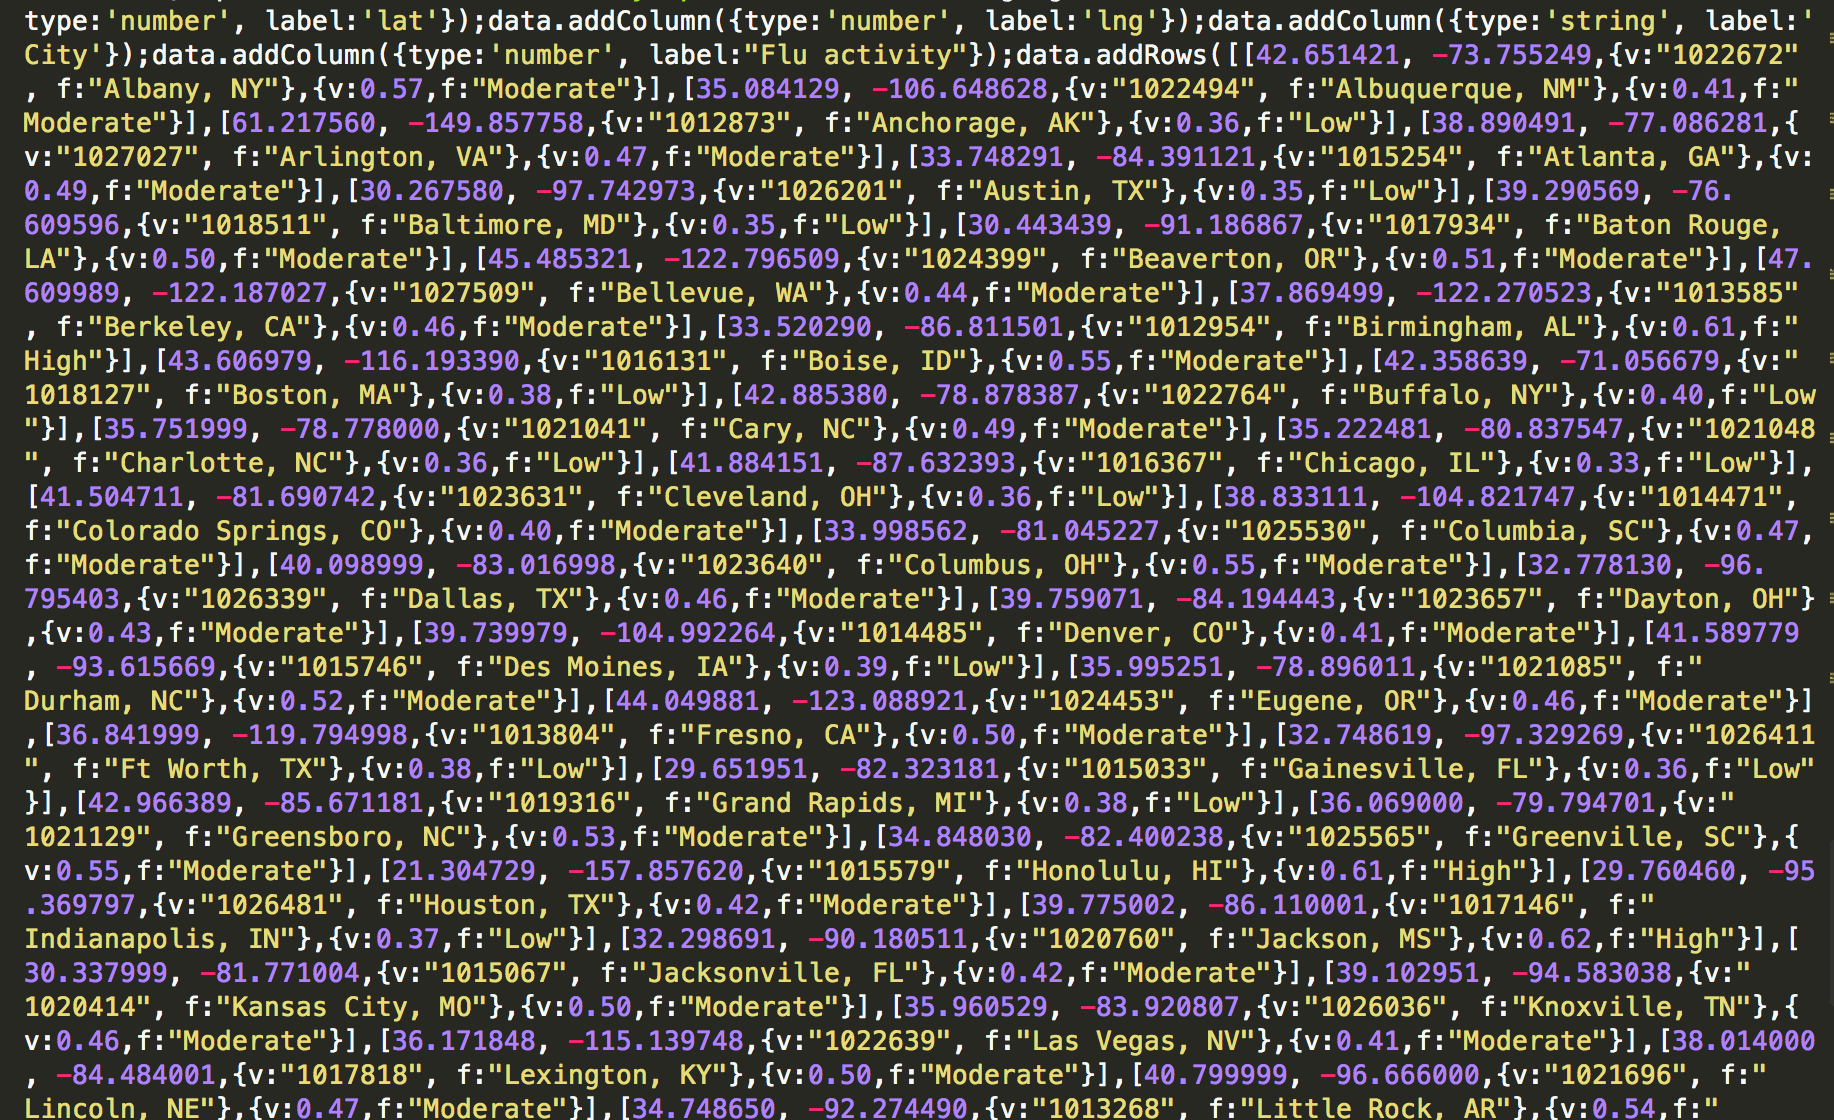 type:'number', label:'lat'});data.addColumn({type:'number', label:'lng'});data.addColumn({type:'string', label:'
City'});data.addColumn({type:'number', label:"Flu activity"});data.addRows([[42.651421, -73.755249,{v:"1022672"
, f:"Albany, NY"},{v:0.57,f:"Moderate"}],[35.084129, -106.648628,{v:"1022494", f:"Albuquerque, NM"},{v:0.41,f:"
Moderate"}],[61.217560, -149.857758,{v:"1012873", f:"Anchorage, AK"},{v:0.36,f:"Low"}],[38.890491, -77.086281,{
v:"1027027", f:"Arlington, VA"},{v:0.47,f:"Moderate"}],[33.748291, -84.391121,{v:"1015254", f:"Atlanta, GA"},{v:
0.49,f:"Moderate"}],[30.267580, -97.742973,{v:"1026201", f:"Austin, TX"},{v:0.35,f:"Low"}],[39.290569, -76.
609596,{v:"1018511", f:"Baltimore, MD"},{v:0.35,f:"Low"}],[30.443439, -91.186867,{v:"1017934", f:"Baton Rouge,
LA"},{v:0.50,f:"Moderate"}],[45.485321, -122.796509,{v:"1024399", f:"Beaverton, OR"},{v:0.51,f:"Moderate"}],[47.
609989, -122.187027,{v:"1027509", f:"Bellevue, WA"},{v:0.44,f:"Moderate"}],[37.869499, -122.270523,{v:"1013585"
, f:"Berkeley, CA"},{v:0.46,f:"Moderate"}],[33.520290, -86.811501,{v:"1012954", f:"Birmingham, AL"},{v:0.61,f:"
High"}],[43.606979, -116.193390,{v:"1016131", f:"Boise, ID"},{v:0.55,f:"Moderate"}],[42.358639, -71.056679,{v:"
1018127", f:"Boston, MA"},{v:0.38,f:"Low"}],[42.885380, -78.878387,{v:"1022764", f:"Buffalo, NY"},{v:0.40,f:"Low
"}],[35.751999, -78.778000,{v:"1021041", f:"Cary, NC"},{v:0.49,f:"Moderate"}],[35.222481, -80.837547,{v:"1021048
", f:"Charlotte, NC"},{v:0.36,f:"Low"}],[41.884151, -87.632393,{v:"1016367", f:"Chicago, IL"},{v:0.33,f:"Low"}],
[41.504711, -81.690742,{v:"1023631", f:"Cleveland, OH"},{v:0.36,f:"Low"}],[38.833111, -104.821747,{v:"1014471",
f:"Colorado Springs, CO"},{v:0.40,f:"Moderate"}],[33.998562, -81.045227,{v:"1025530", f:"Columbia, SC"},{v:0.47,
f:"Moderate"}],[40.098999, -83.016998,{v:"1023640", f:"Columbus, OH"},{v:0.55,f:"Moderate"}],[32.778130, -96.
795403,{v:"1026339", f:"Dallas, TX"},{v:0.46,f:"Moderate"}],[39.759071, -84.194443,{v:"1023657", f:"Dayton, OH"}
,{v:0.43,f:"Moderate"}],[39.739979, -104.992264,{v:"1014485", f:"Denver, CO"},{v:0.41,f:"Moderate"}],[41.589779
, -93.615669,{v:"1015746", f:"Des Moines, IA"},{v:0.39,f:"Low"}],[35.995251, -78.896011,{v:"1021085", f:"
Durham, NC"},{v:0.52,f:"Moderate"}],[44.049881, -123.088921,{v:"1024453", f:"Eugene, OR"},{v:0.46,f:"Moderate"}]
,[36.841999, -119.794998,{v:"1013804", f:"Fresno, CA"},{v:0.50,f:"Moderate"}],[32.748619, -97.329269,{v:"1026411
", f:"Ft Worth, TX"},{v:0.38,f:"Low"}],[29.651951, -82.323181,{v:"1015033", f:"Gainesville, FL"},{v:0.36,f:"Low"
}],[42.966389, -85.671181,{v:"1019316", f:"Grand Rapids, MI"},{v:0.38,f:"Low"}],[36.069000, -79.794701,{v:"
1021129", f:"Greensboro, NC"},{v:0.53,f:"Moderate"}],[34.848030, -82.400238,{v:"1025565", f:"Greenville, SC"},{
v:0.55,f:"Moderate"}],[21.304729, -157.857620,{v:"1015579", f:"Honolulu, HI"},{v:0.61,f:"High"}],[29.760460, -95
.369797,{v:"1026481", f:"Houston, TX"},{v:0.42,f:"Moderate"}],[39.775002, -86.110001,{v:"1017146", f:"
Indianapolis, IN"},{v:0.37,f:"Low"}],[32.298691, -90.180511,{v:"1020760", f:"Jackson, MS"},{v:0.62,f:"High"}],[
30.337999, -81.771004,{v:"1015067", f:"Jacksonville, FL"},{v:0.42,f:"Moderate"}],[39.102951, -94.583038,{v:"
1020414", f:"Kansas City, MO"},{v:0.50,f:"Moderate"}],[35.960529, -83.920807,{v:"1026036", f:"Knoxville, TN"},{
v:0.46,f:"Moderate"}],[36.171848, -115.139748,{v:"1022639", f:"Las Vegas, NV"},{v:0.41,f:"Moderate"}],[38.014000
, -84.484001,{v:"1017818", f:"Lexington, KY"},{v:0.50,f:"Moderate"}],[40.799999, -96.666000,{v:"1021696", f:"
Lincoln, NE"},{v:0.47,f:"Moderate"}],[34.748650, -92.274490,{v:"1013268", f:"Little Rock, AR"},{v:0.54,f:"